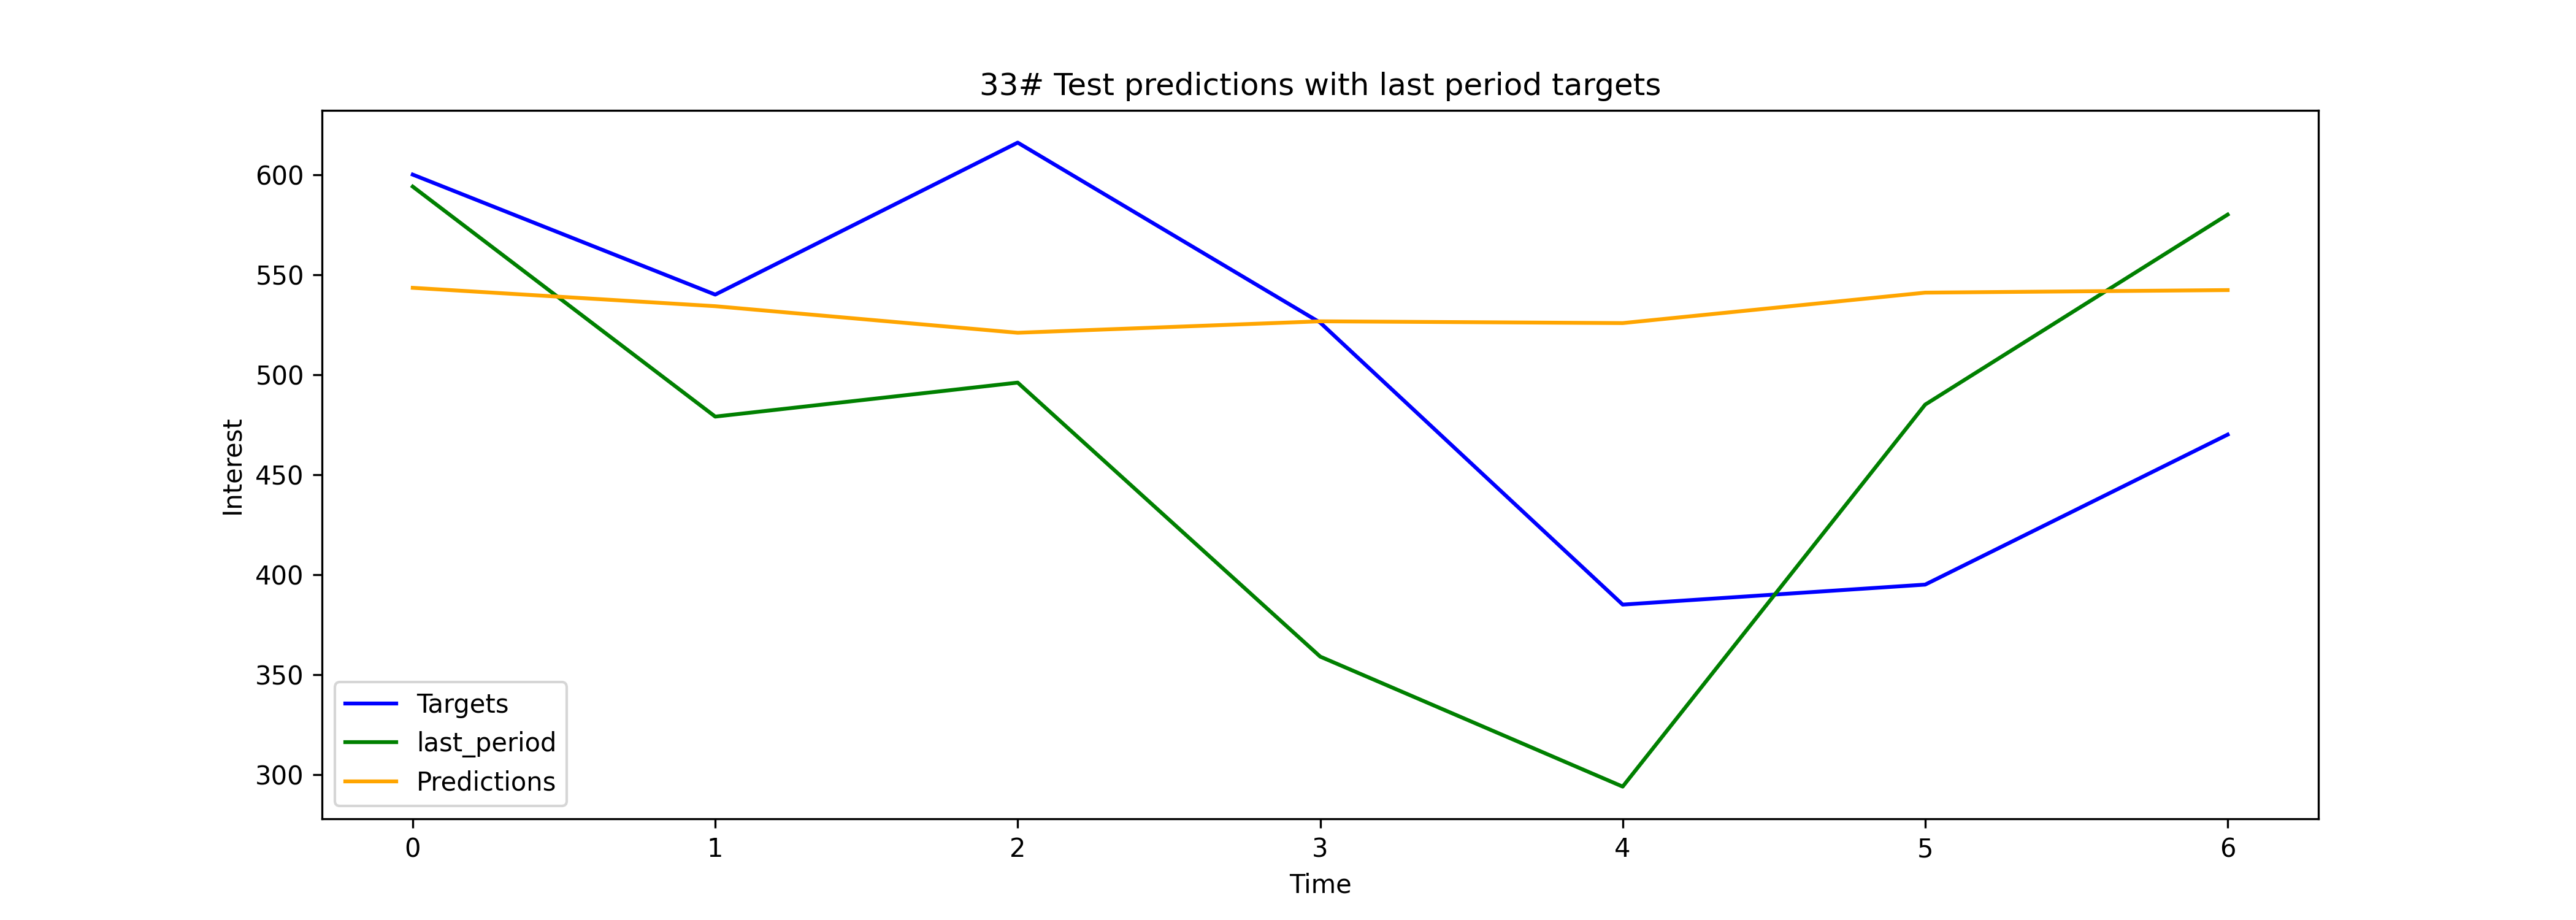 33# Test predictions with last period targets
600
550
500
450
400
350
300
Interest
Targets
last_period
Predictions
0 1 2 3 4 5 6
Time